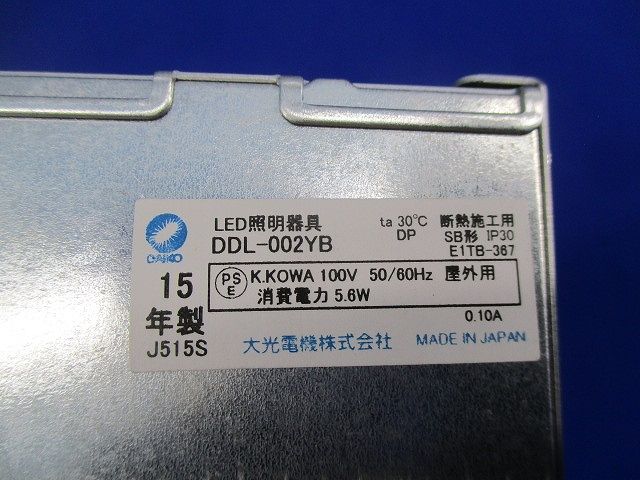 LED照明器具
DDL-002YB
ta 30℃ 断熱施工用
DP SB形 IP30
E1TB-367
DAIKO
15
年製
J515S
PS
E
K.KOWA 100V 50/60Hz 屋外用
消費電力 5.6W
0.10A
大光電機株式会社 MADE IN JAPAN